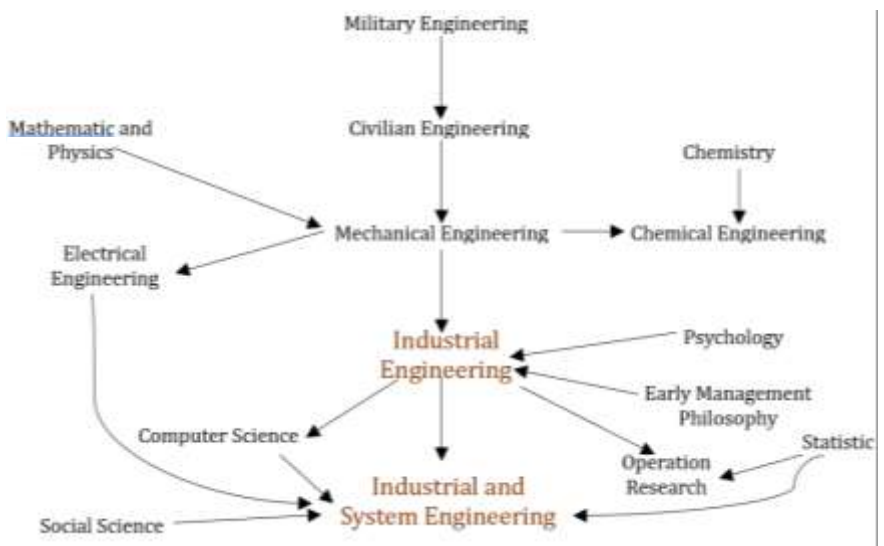 Military Engineering
Mathematic and
Physics
Civilian Engineering
Chemistry
Mechanical Engineering
Chemical Engineering
Electrical
Engineering
Industrial
Engineering
Psychology
Early Management
Philosophy
Computer Science
Statistic
Operation
Research
Industrial and
System Engineering
Social Science